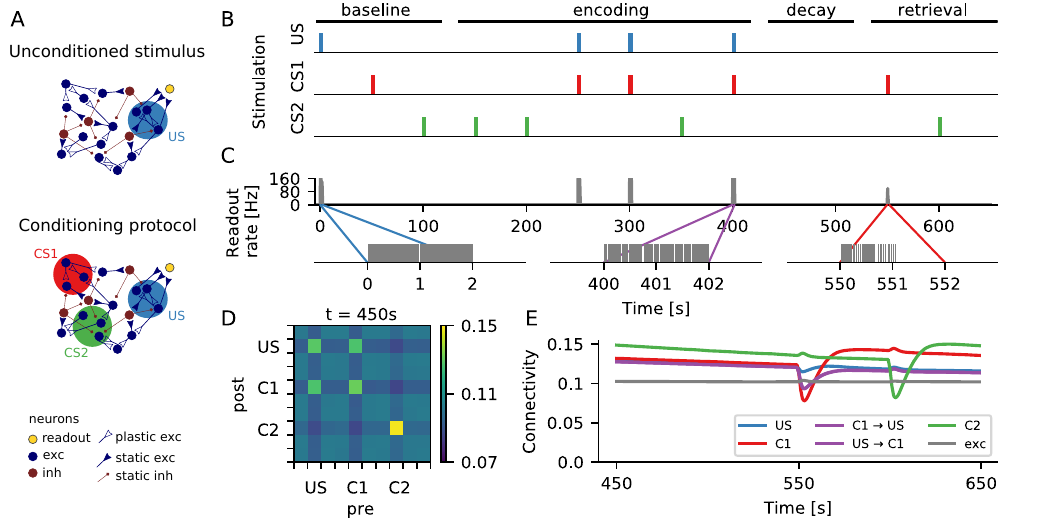 A
Unconditioned stimulus
US
Conditioning protocol
CS1
US
CS2
neurons
readout
exc
inh
plastic exc
static exc
static inh
B
baseline
encoding
decay
retrieval
Stimulation
US
CS1
CS2
C
Readout
rate [Hz]
160
80
0
0 100 200 300 400 500 600
0 1 2
400 401 402
550 551 552
Time [s]
D
t = 450s
post
US
C1
C2
US C1 C2
pre
0.15
0.11
0.07
E
Connectivity
0.15
0.1
0.05
0.0
US
C1
C1 → US
US → C1
C2
exc
450 550 650
Time [s]